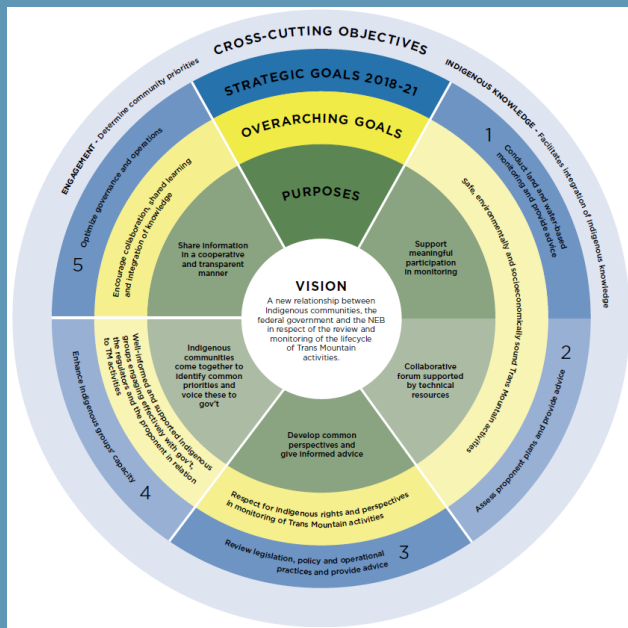 CROSS-CUTTING OBJECTIVES
STRATEGIC GOALS 2018-21
OVERARCHING GOALS
PURPOSES
VISION
A new relationship between
Indigenous communities, the
federal government and the NEB
in respect of the review and
monitoring of the lifecycle
of Trans Mountain
activities.
INDIGENOUS KNOWLEDGE - Facilitates integration of Indigenous knowledge
1
Conduct land and water-based
monitoring and provide advice
Safe, environmentally and socioeconomically sound Trans Mountain activities
Support
meaningful
participation
in monitoring
2
Assess proponent plans and provide advice
Collaborative
forum supported
by technical
resources
3
Review legislation, policy and operational
practices and provide advice
Respect for Indigenous rights and perspectives
in monitoring of Trans Mountain activities
Develop common
perspectives and
give informed advice
4
Enhance Indigenous groups' capacity
Well-informed and supported Indigenous
groups engaging effectively with gov't,
the regulators and the proponent in relation
to TM activities
Indigenous
communities
come together to
identify common
priorities and
voice these to
gov't
5
Optimize governance and operations
Encourage collaboration, shared learning
and integration of knowledge
Share information
in a cooperative
and transparent
manner
ENGAGEMENT - Determine community priorities